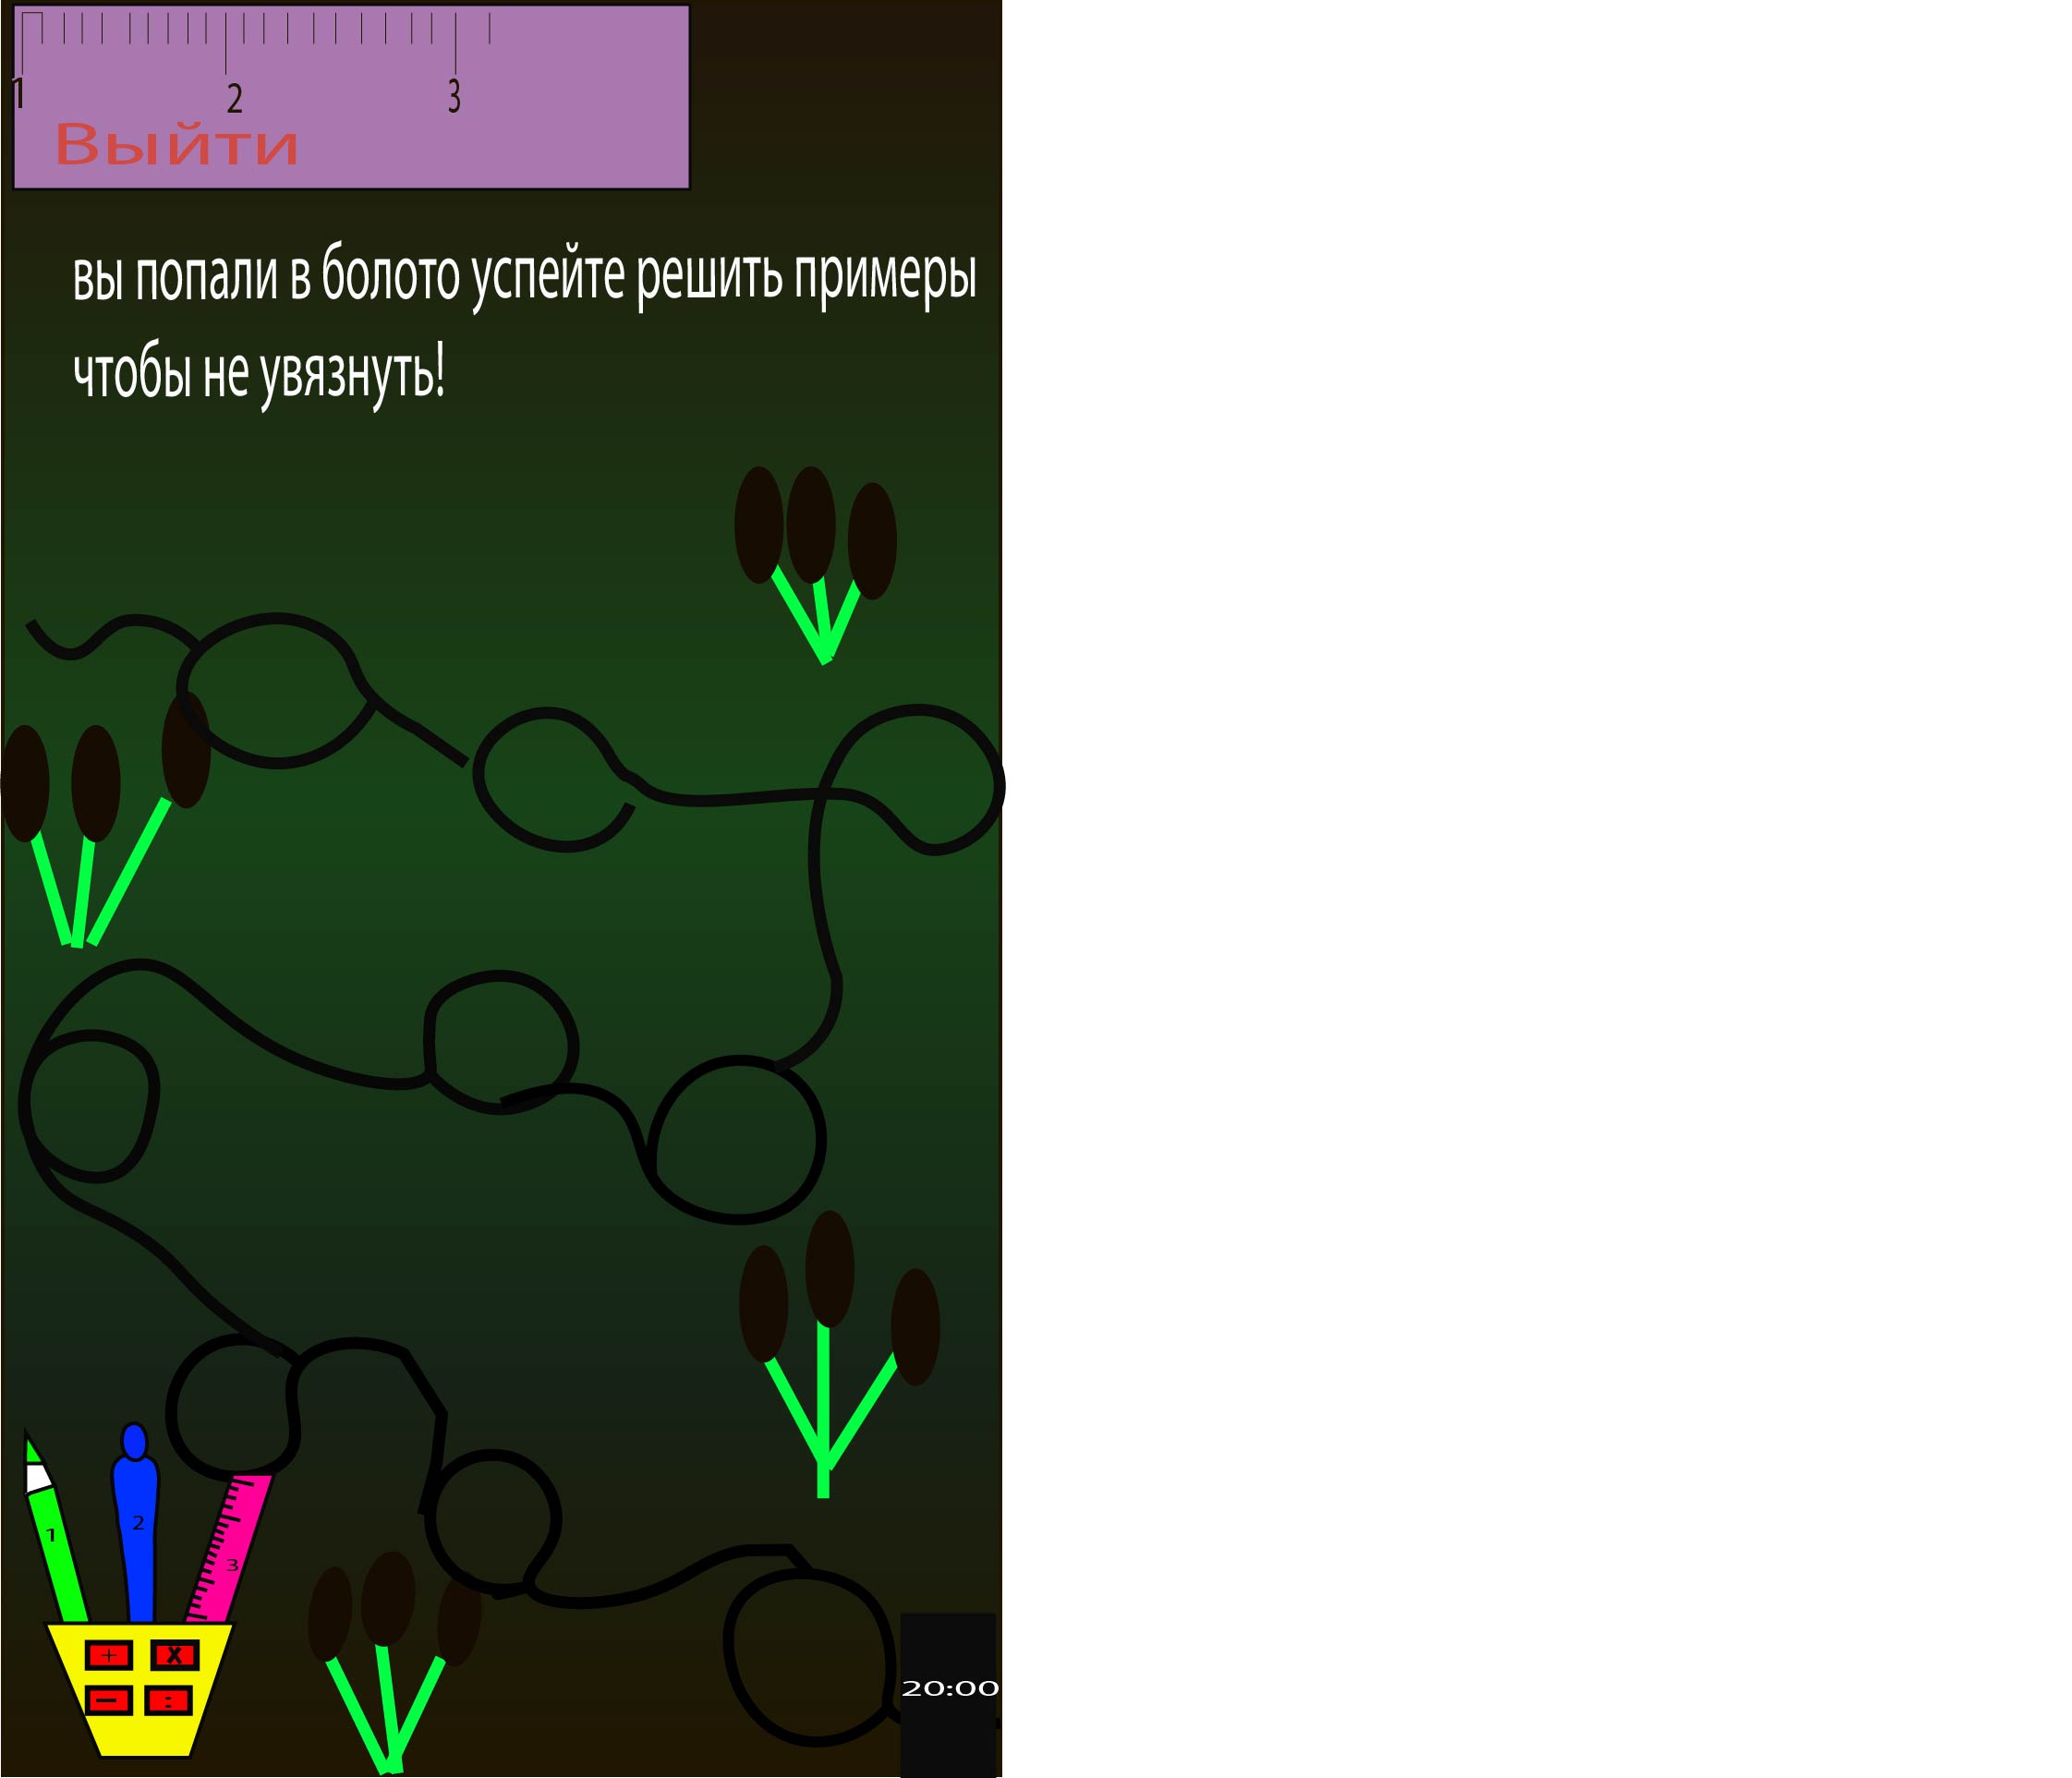 1 2 3
Выйти
вы попали в болото успейте решить примеры
чтобы не увязнуть!
1 2 3
+ x
- :
20:00